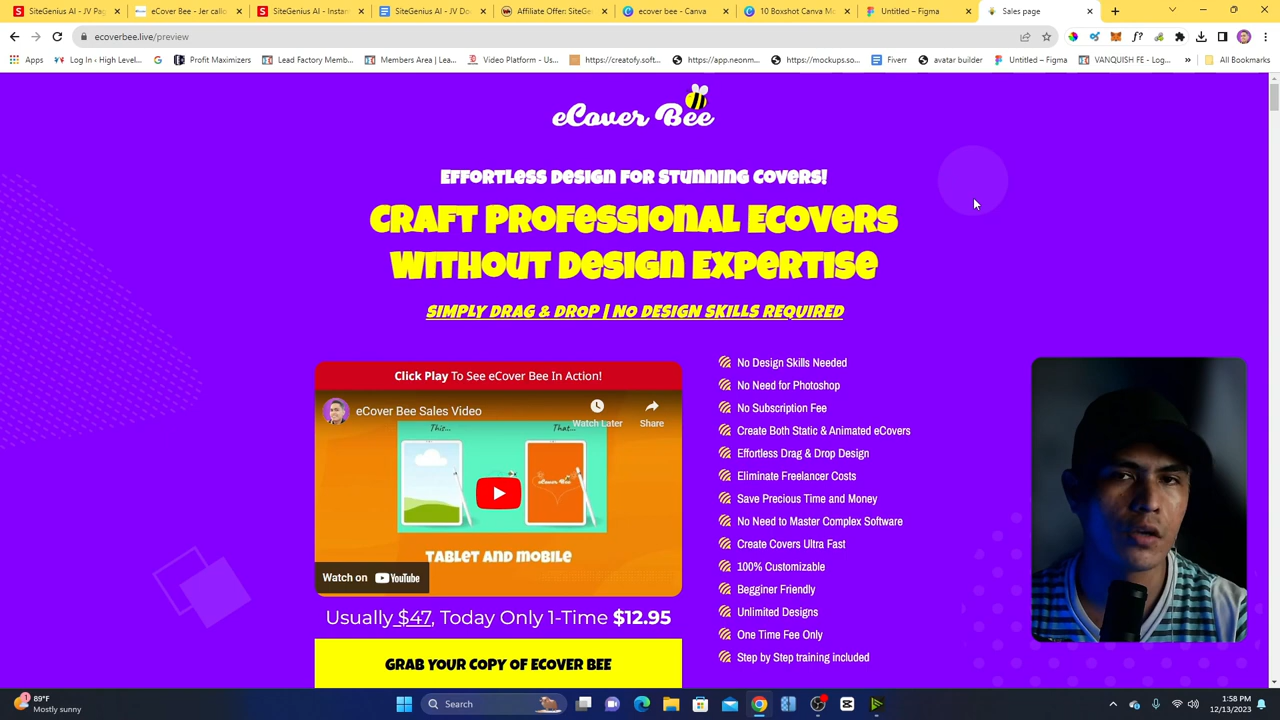 SiteGenius AI - JV Pag
eCover Bee - Jer callo
SiteGenius AI - Instan
SiteGenius AI - JV Do
Affiliate Offer: SiteGen
ecover bee - Canva
10 Boxshot Canva Mo
Untitled – Figma
Sales page
ecoverbee.live/preview
Apps
Log In ‹ High Level...
Profit Maximizers
Lead Factory Memb...
Members Area | Lea...
Video Platform - Us...
https://creatofy.soft...
https://app.neonm...
https://mockups.so...
Fiverr
avatar builder
Untitled – Figma
VANQUISH FE - Log...
»
All Bookmarks
eCover Bee
Effortless Design for Stunning Covers!
Craft Professional Ecovers
Without Design Expertise
Simply Drag & Drop | No Design Skills Required
Click Play To See eCover Bee In Action!
eCover Bee Sales Video
Watch Later
Share
This...
That...
eCover Bee
Tablet and mobile
Watch on YouTube
Usually $47, Today Only 1-Time $12.95
GRAB YOUR COPY OF ECOVER BEE
No Design Skills Needed
No Need for Photoshop
No Subscription Fee
Create Both Static & Animated eCovers
Effortless Drag & Drop Design
Eliminate Freelancer Costs
Save Precious Time and Money
No Need to Master Complex Software
Create Covers Ultra Fast
100% Customizable
Begginer Friendly
Unlimited Designs
One Time Fee Only
Step by Step training included
1
89°F
Mostly sunny
Search
1:58 PM
12/13/2023